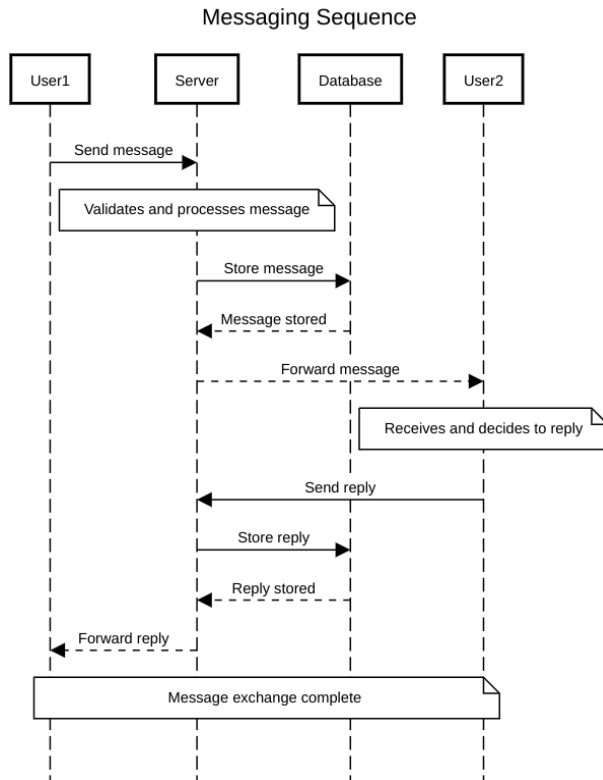 Messaging Sequence
User1
Server
Database
User2
Send message
Validates and processes message
Store message
Message stored
Forward message
Receives and decides to reply
Send reply
Store reply
Reply stored
Forward reply
Message exchange complete